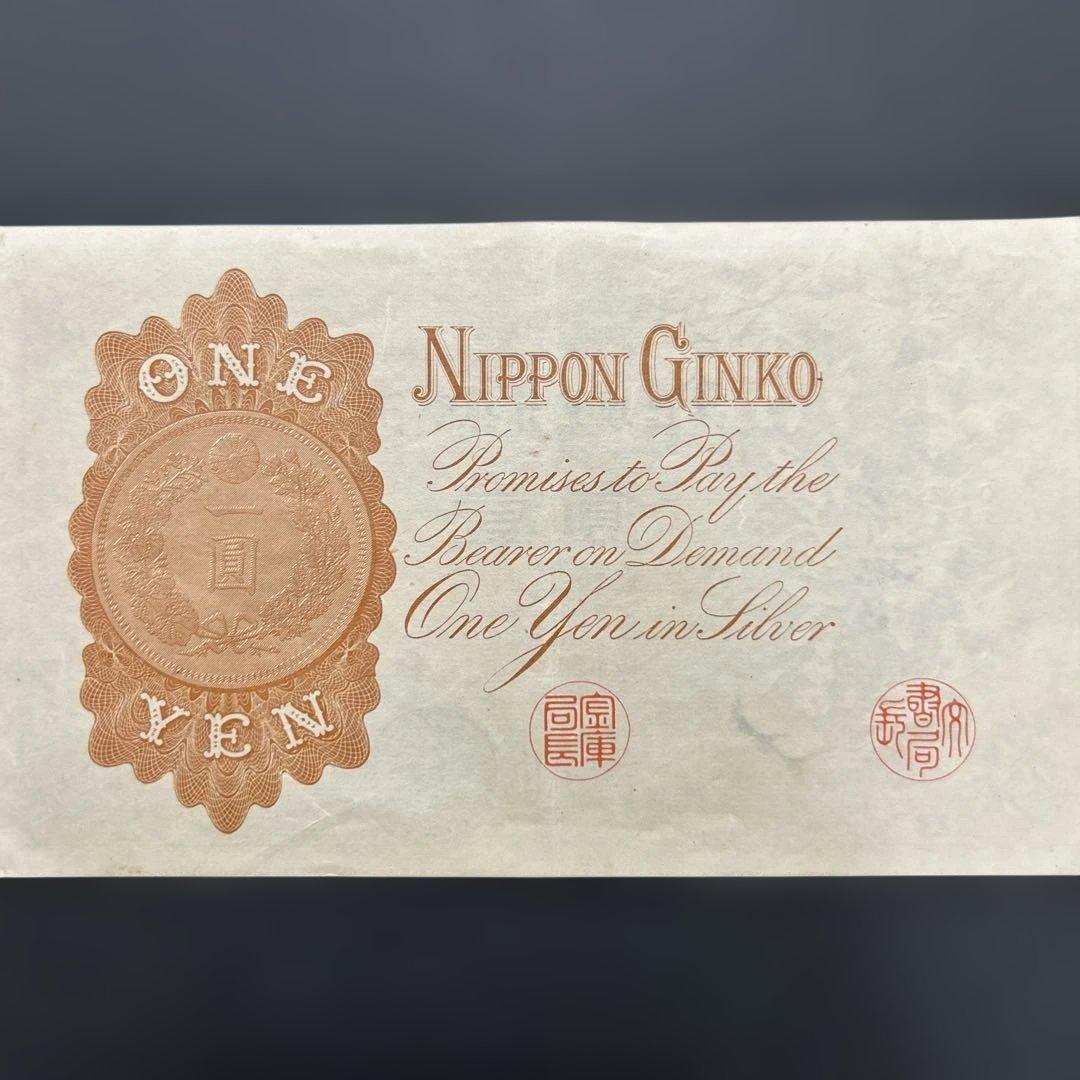 ONE
一
圓
YEN
NIPPON GINKO
Promises to Pay the
Bearer on Demand
One Yen in Silver
金庫
局長
文書
局長